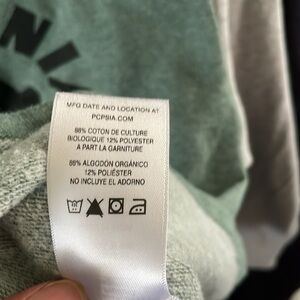 NI
MFG DATE AND LOCATION AT
PCPSIA.COM
88% COTON DE CULTURE
BIOLOGIQUE 12% POLYESTER
A PART LA GARNITURE
88% ALGODÓN ORGÁNICO
12% POLIÉSTER
NO INCLUYE EL ADORNO